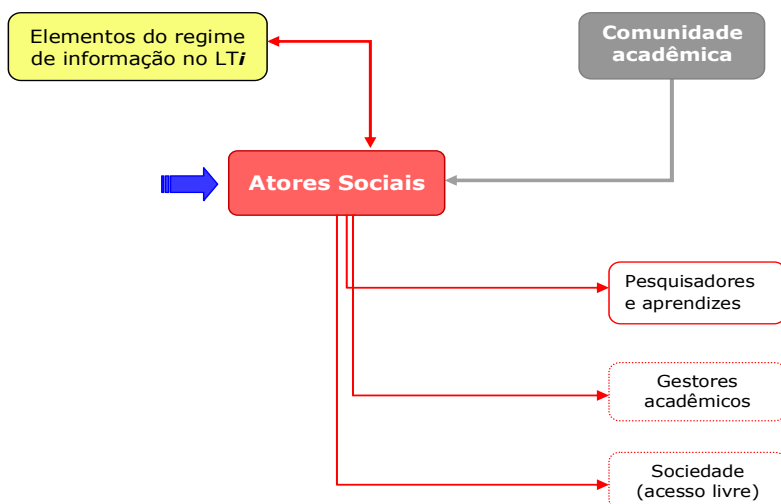 Elementos do regime
de informação no LTi
Comunidade
acadêmica
Atores Sociais
Pesquisadores
e aprendizes
Gestores
acadêmicos
Sociedade
(acesso livre)